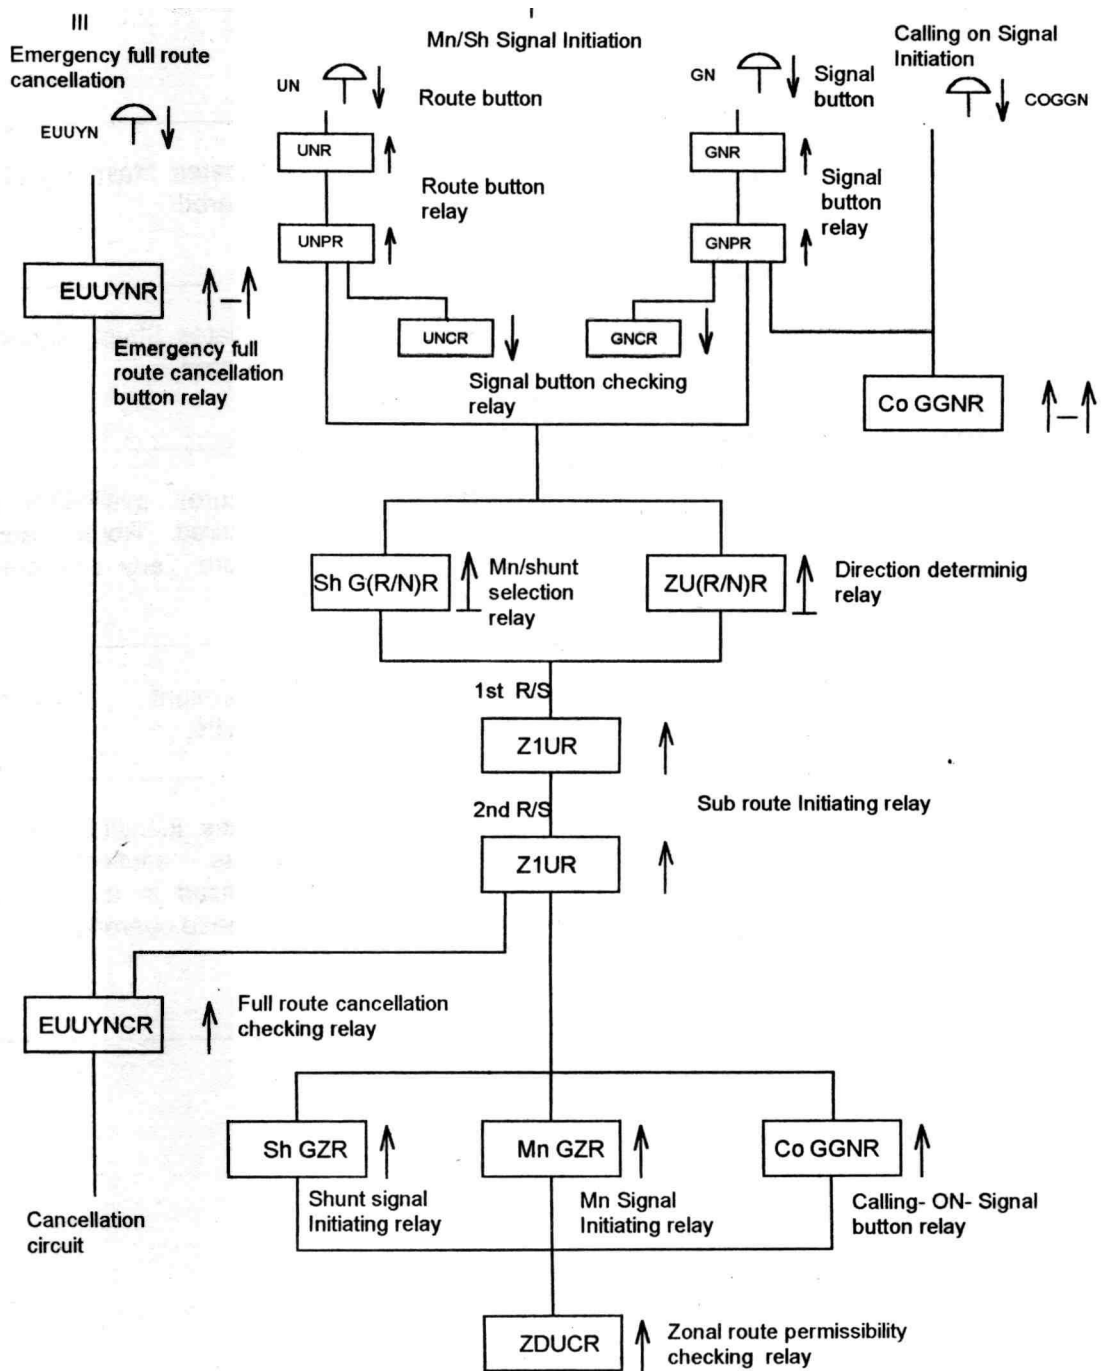 III
Emergency full route
cancellation
EUUYN
Mn/Sh Signal Initiation
UN
Route button
GN
Signal
button
Calling on Signal
Initiation
COGGN
UNR
Route button
relay
UNPR
GNR
Signal
button
relay
GNPR
EUUYNR
Emergency full
route cancellation
button relay
UNCR
GNCR
Signal button checking
relay
Co GGNR
Sh G(R/N)R
Mn/shunt
selection
relay
ZU(R/N)R
Direction determinig
relay
1st R/S
Z1UR
2nd R/S
Sub route Initiating relay
Z1UR
EUUYNCR
Full route cancellation
checking relay
Sh GZR
Mn GZR
Co GGNR
Shunt signal
Initiating relay
Mn Signal
Initiating relay
Calling- ON- Signal
button relay
Cancellation
circuit
ZDUCR
Zonal route permissibility
checking relay